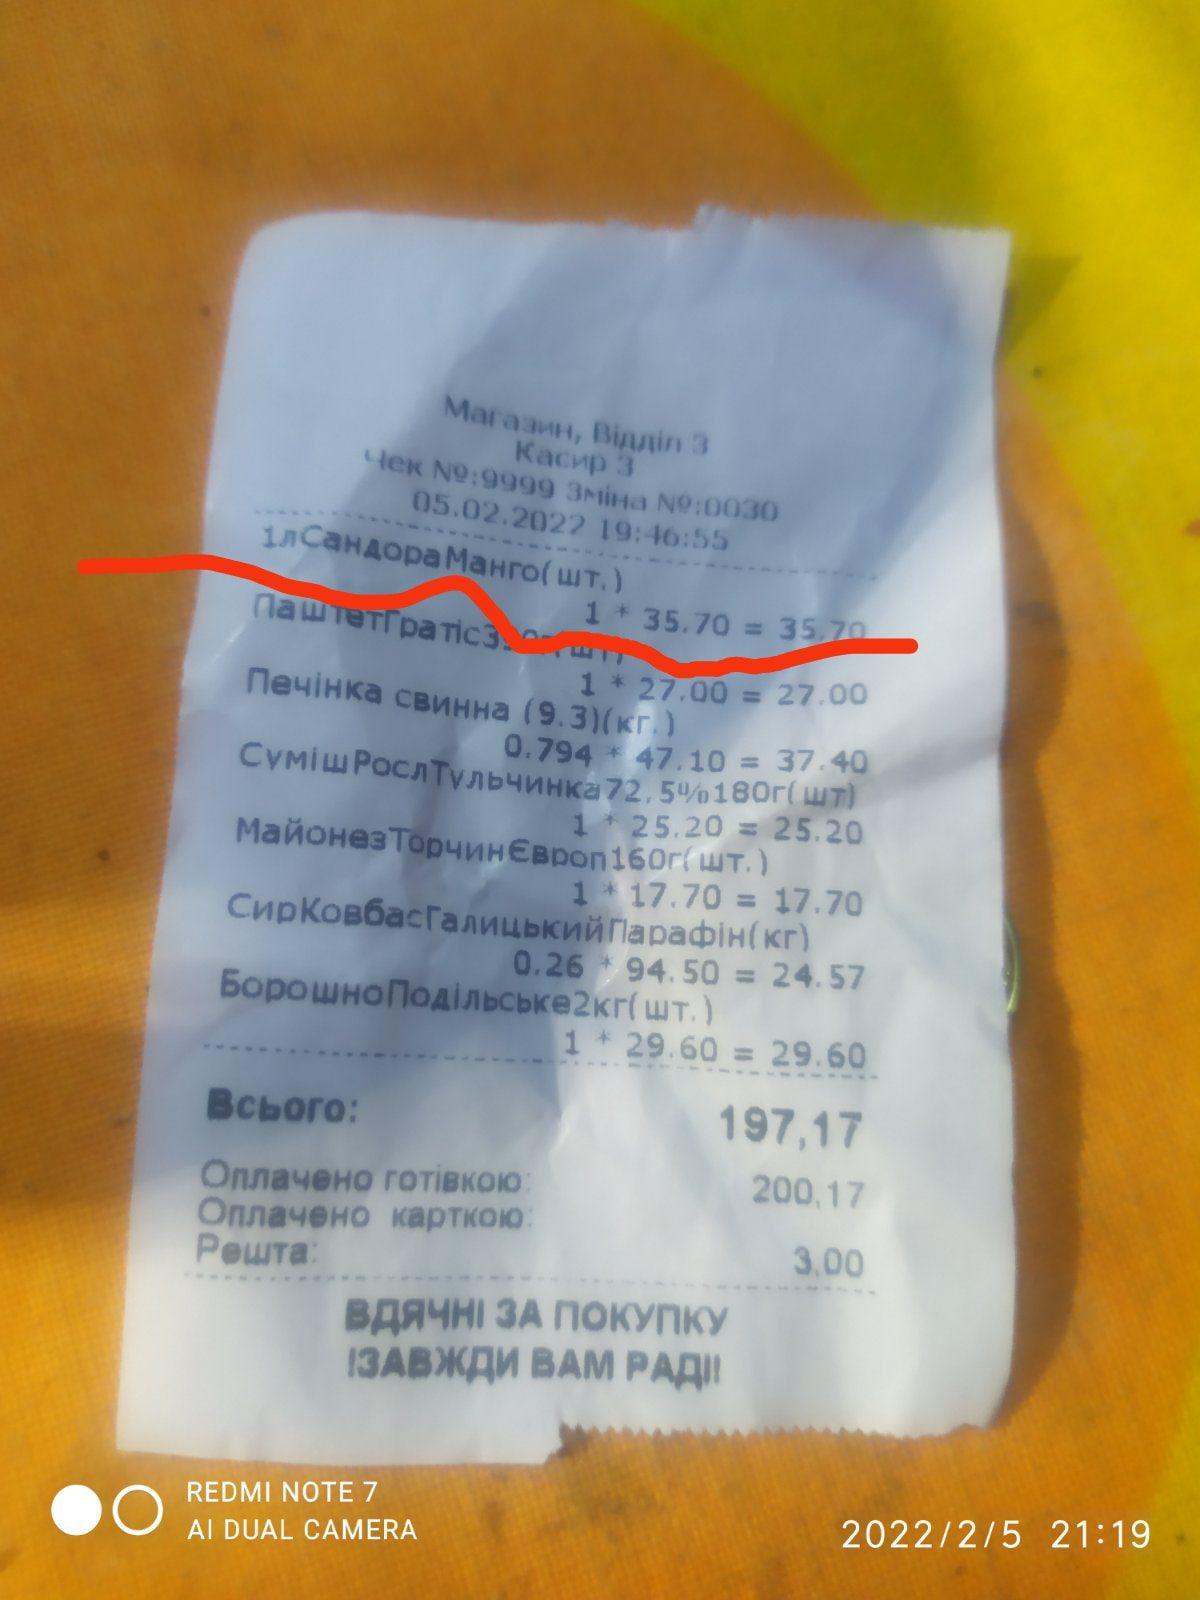 Магазин, Відділ 3
Касир 3
Чек №:9999 Зміна №:0030
05.02.2022 19:46:55
1лСандораМанго(шт.)
1 * 35.70 = 35.70
(шт)
1 * 27.00 = 27.00
Печінка свинна (9.3)(кг.)
0.794 * 47.10 = 37.40
СумішРослТульчинка72,5%180г(шт)
1 * 25.20 = 25.20
МайонезТорчинЄвроп160г(шт.)
1 * 17.70 = 17.70
СирКовбасГалицькийПарафін(кг)
0.26 * 94.50 = 24.57
БорошноПодільське2кг(шт.)
1 * 29.60 = 29.60
Всього: 197,17
Оплачено готівкою: 200,17
Оплачено карткою:
Решта: 3,00
ВДЯЧНІ ЗА ПОКУПКУ
!ЗАВЖДИ ВАМ РАДІ!
REDMI NOTE 7
AI DUAL CAMERA
2022/2/5 21:19